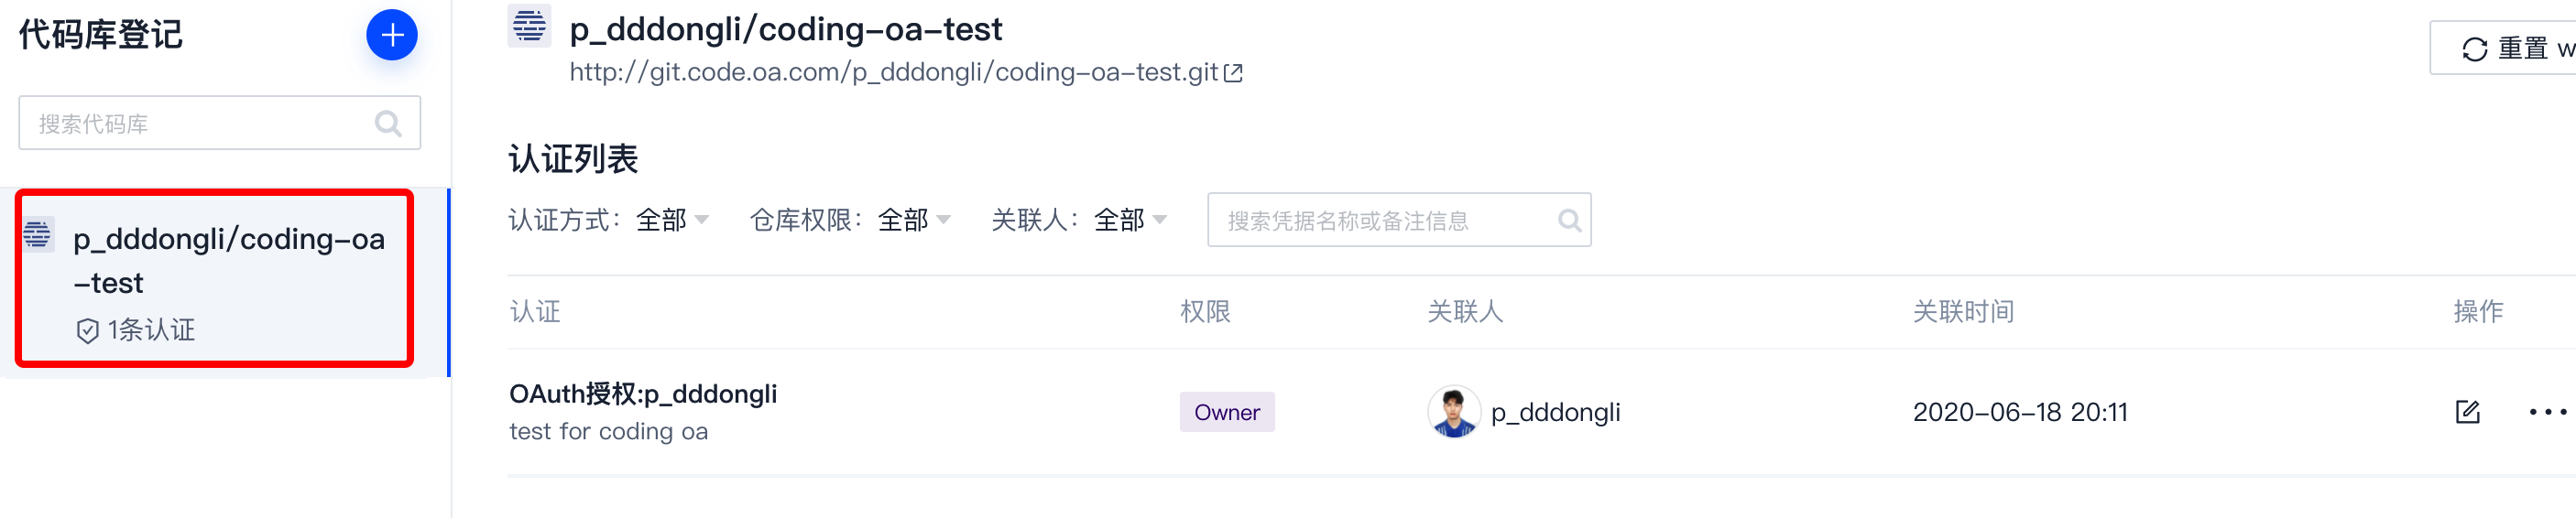 代码库登记
搜索代码库
p_dddongli/coding-oa
-test
1条认证
p_dddongli/coding-oa-test
http://git.code.oa.com/p_dddongli/coding-oa-test.git
重置 w
认证列表
认证方式：全部 仓库权限：全部 关联人：全部 搜索凭据名称或备注信息
认证 权限 关联人 关联时间 操作
OAuth授权:p_dddongli
test for coding oa
Owner p_dddongli 2020-06-18 20:11